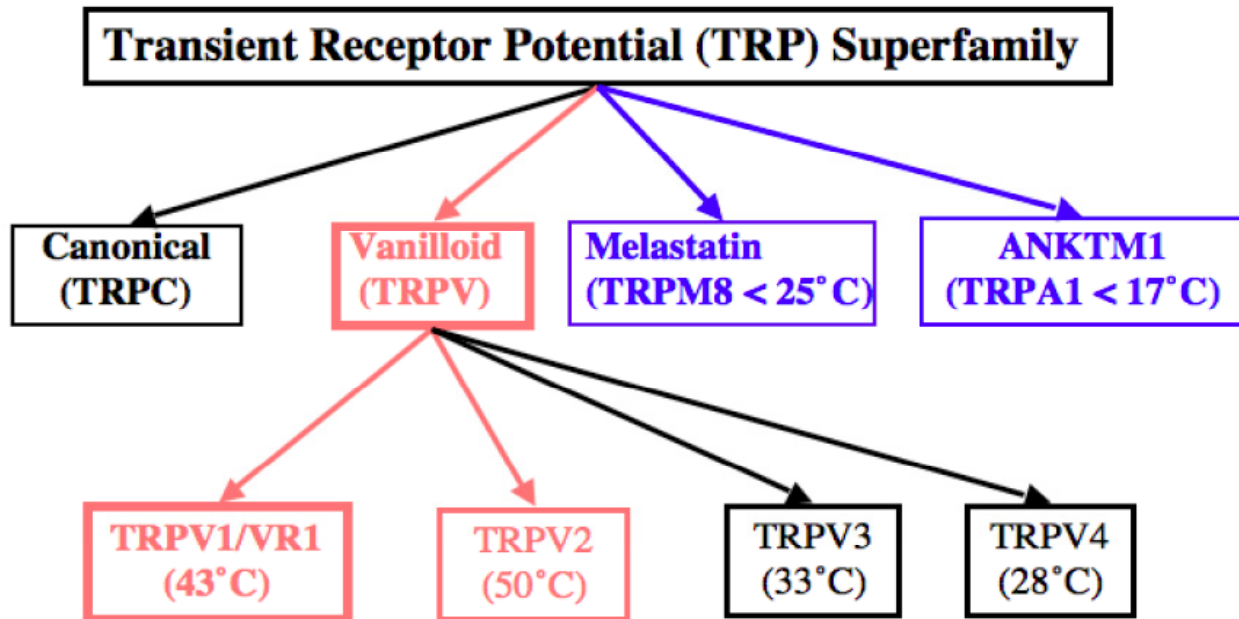 Transient Receptor Potential (TRP) Superfamily
Canonical
(TRPC)
Vanilloid
(TRPV)
Melastatin
(TRPM8 < 25°C)
ANKTM1
(TRPA1 < 17°C)
TRPV1/VR1
(43°C)
TRPV2
(50°C)
TRPV3
(33°C)
TRPV4
(28°C)